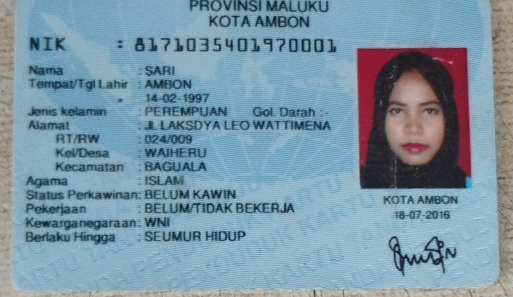 PROVINSI MALUKU
KOTA AMBON
NIK : 8171035401970001
Nama : SARI
Tempat/Tgl Lahir : AMBON
14-02-1997
Jenis kelamin : PEREMPUAN Gol. Darah :-
Alamat : JL LAKSDYA LEO WATTIMENA
RT/RW : 024/009
Kel/Desa : WAIHERU
Kecamatan : BAGUALA
Agama : ISLAM
Status Perkawinan: BELUM KAWIN
Pekerjaan : BELUM/TIDAK BEKERJA
Kewarganegaraan: WNI
Berlaku Hingga : SEUMUR HIDUP
KOTA AMBON
18-07-2016